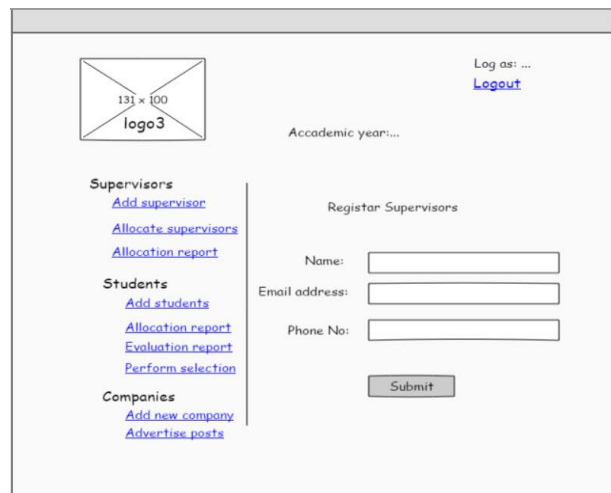 Log as: ...
Logout
131 x 100
logo3
Accademic year:...
Supervisors
Add supervisor
Allocate supervisors
Allocation report
Students
Add students
Allocation report
Evaluation report
Perform selection
Companies
Add new company
Advertise posts
Registar Supervisors
Name:
Email address:
Phone No:
Submit